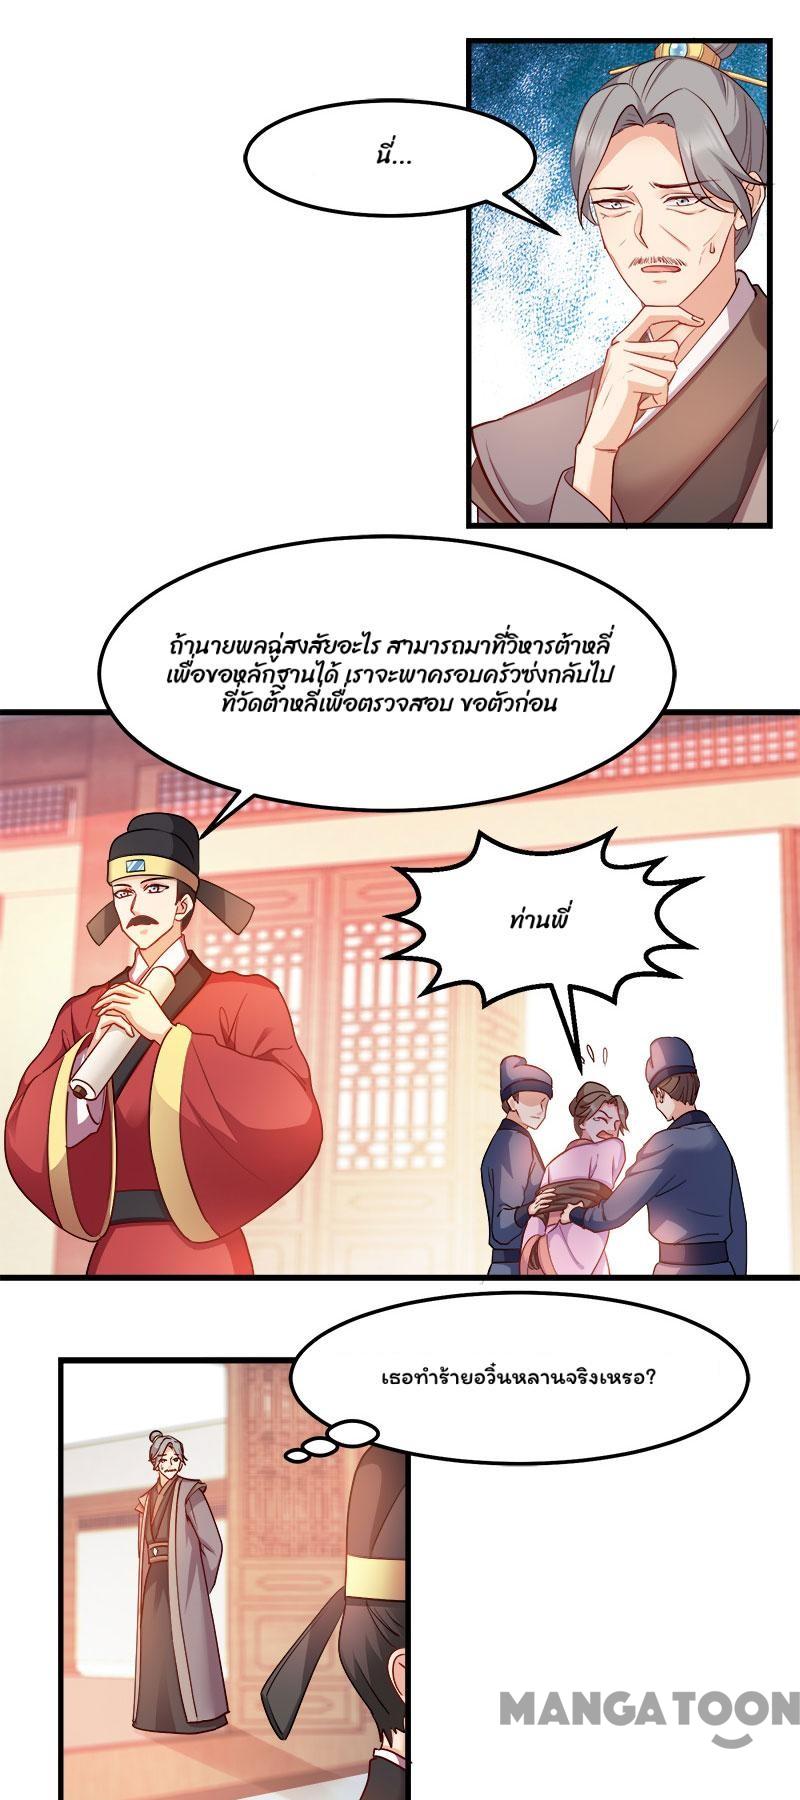 นี่...
ถ้านายพลฉู่สงสัยอะไร สามารถมาที่วิหารต้าหลี่
เพื่อขอหลักฐานได้ เราจะพาครอบครัวซ่งกลับไป
ที่วัดต้าหลี่เพื่อตรวจสอบ ขอตัวก่อน
ท่านพี่
เธอทำร้ายอวิ๋นหลานจริงเหรอ?
MANGATOON